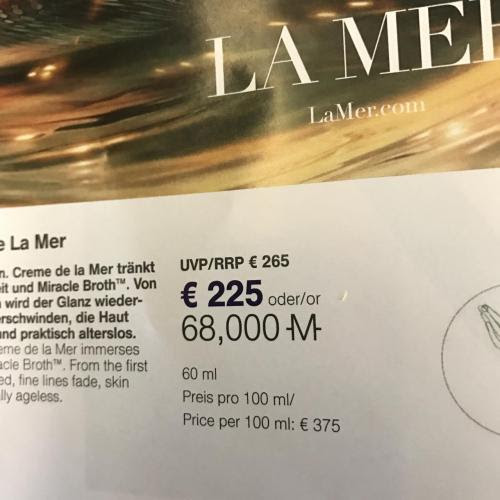 LA MER
LaMer.com
e La Mer
n. Creme de la Mer tränkt
eit und Miracle Broth™. Von
wird der Glanz wieder-
rschwinden, die Haut
und praktisch alterslos.
eme de la Mer immerses
acle Broth™. From the first
ed, fine lines fade, skin
lly ageless.
UVP/RRP € 265
€ 225 oder/or
68,000 M
60 ml
Preis pro 100 ml/
Price per 100 ml: € 375